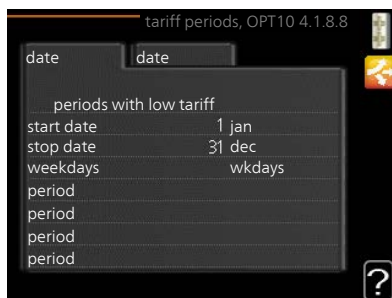 tariff periods, OPT10 4.1.8.8
date date
periods with low tariff
start date 1 jan
stop date 31 dec
weekdays wkdays
period
period
period
period
?